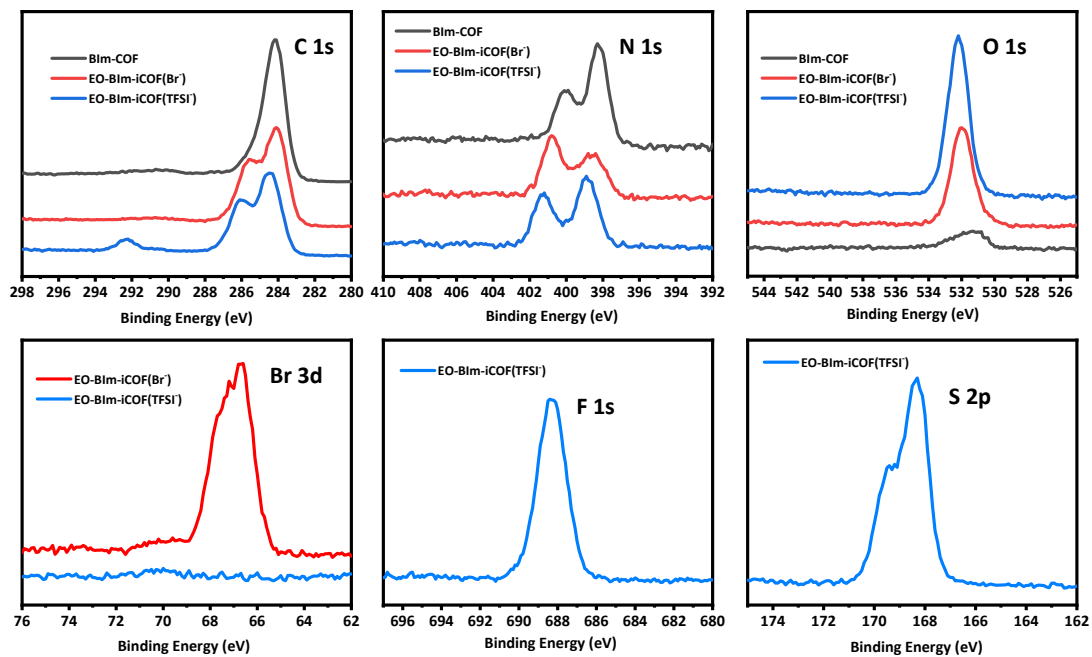 C 1s
BIm-COF
EO-BIm-iCOF(Br⁻)
EO-BIm-iCOF(TFSI⁻)
298 296 294 292 290 288 286 284 282 280
Binding Energy (eV)
N 1s
BIm-COF
EO-BIm-iCOF(Br⁻)
EO-BIm-iCOF(TFSI⁻)
410 408 406 404 402 400 398 396 394 392
Binding Energy (eV)
O 1s
BIm-COF
EO-BIm-iCOF(Br⁻)
EO-BIm-iCOF(TFSI⁻)
544 542 540 538 536 534 532 530 528 526
Binding Energy (eV)
Br 3d
EO-BIm-iCOF(Br⁻)
EO-BIm-iCOF(TFSI⁻)
76 74 72 70 68 66 64 62
Binding Energy (eV)
EO-BIm-iCOF(TFSI⁻)
F 1s
696 694 692 690 688 686 684 682 680
Binding Energy (eV)
EO-BIm-iCOF(TFSI⁻)
S 2p
174 172 170 168 166 164 162
Binding Energy (eV)